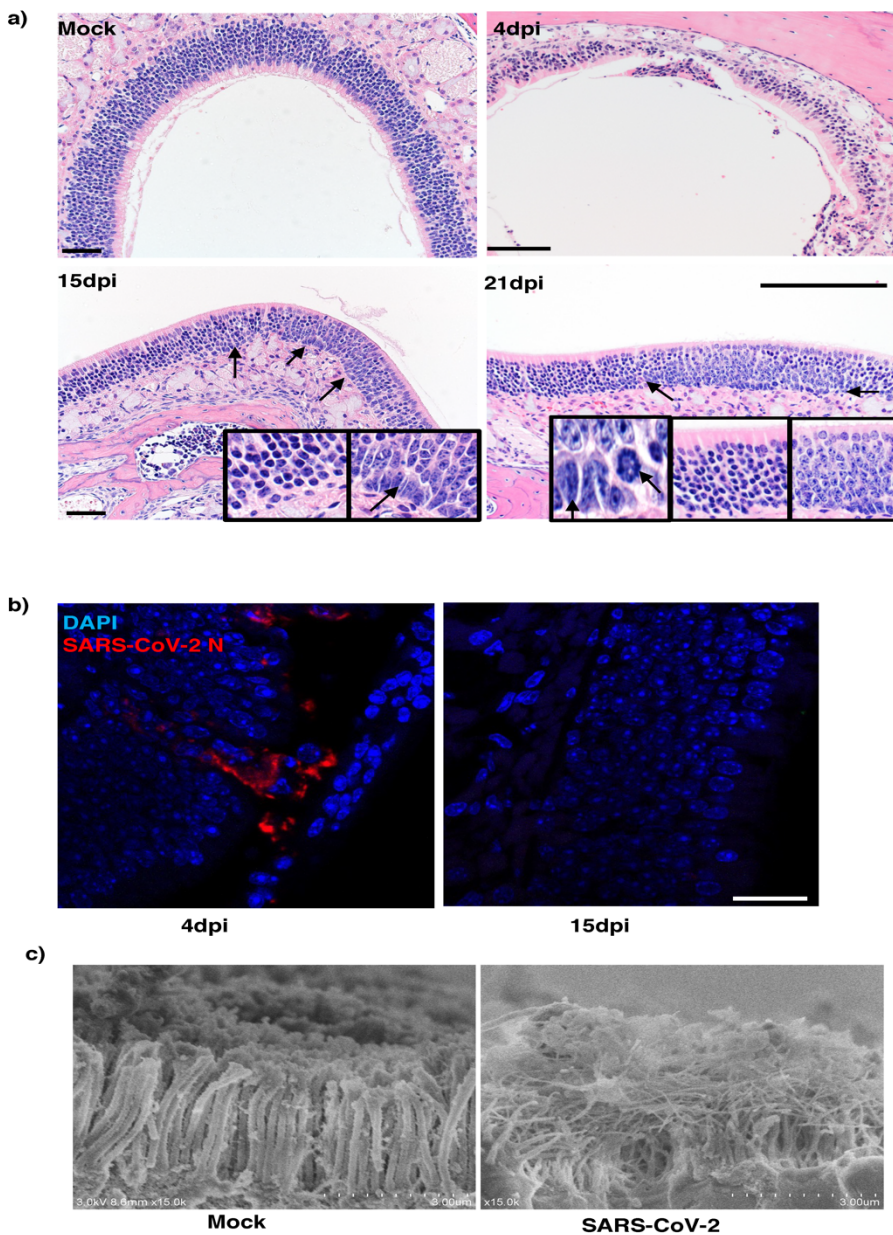 a)
Mock
4dpi
15dpi
21dpi
b)
DAPI
SARS-CoV-2 N
4dpi
15dpi
c)
3.0kV 8.6mm x15.0k
3.00um
x15.0k
3.00um
Mock
SARS-CoV-2